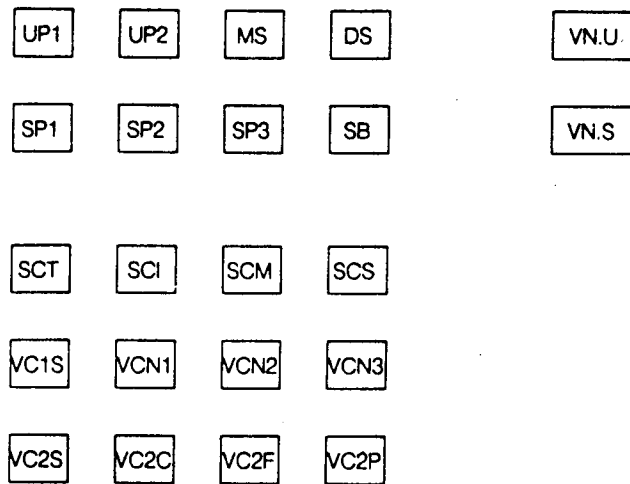 UP1 UP2 MS DS VN.U
SP1 SP2 SP3 SB VN.S
SCT SCI SCM SCS
VC1S VCN1 VCN2 VCN3
VC2S VC2C VC2F VC2P